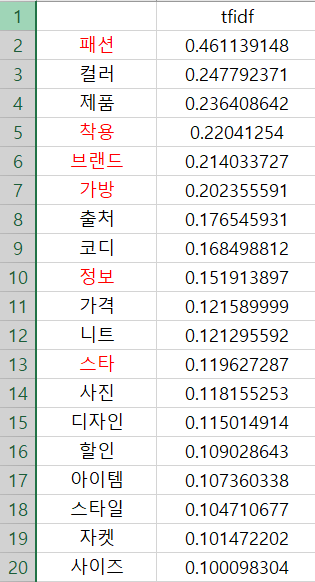 1 tfidf
2 패션 0.461139148
3 컬러 0.247792371
4 제품 0.236408642
5 착용 0.22041254
6 브랜드 0.214033727
7 가방 0.202355591
8 출처 0.176545931
9 코디 0.168498812
10 정보 0.151913897
11 가격 0.121589999
12 니트 0.121295592
13 스타 0.119627287
14 사진 0.118155253
15 디자인 0.115014914
16 할인 0.109028643
17 아이템 0.107360338
18 스타일 0.104710677
19 자켓 0.101472202
20 사이즈 0.100098304